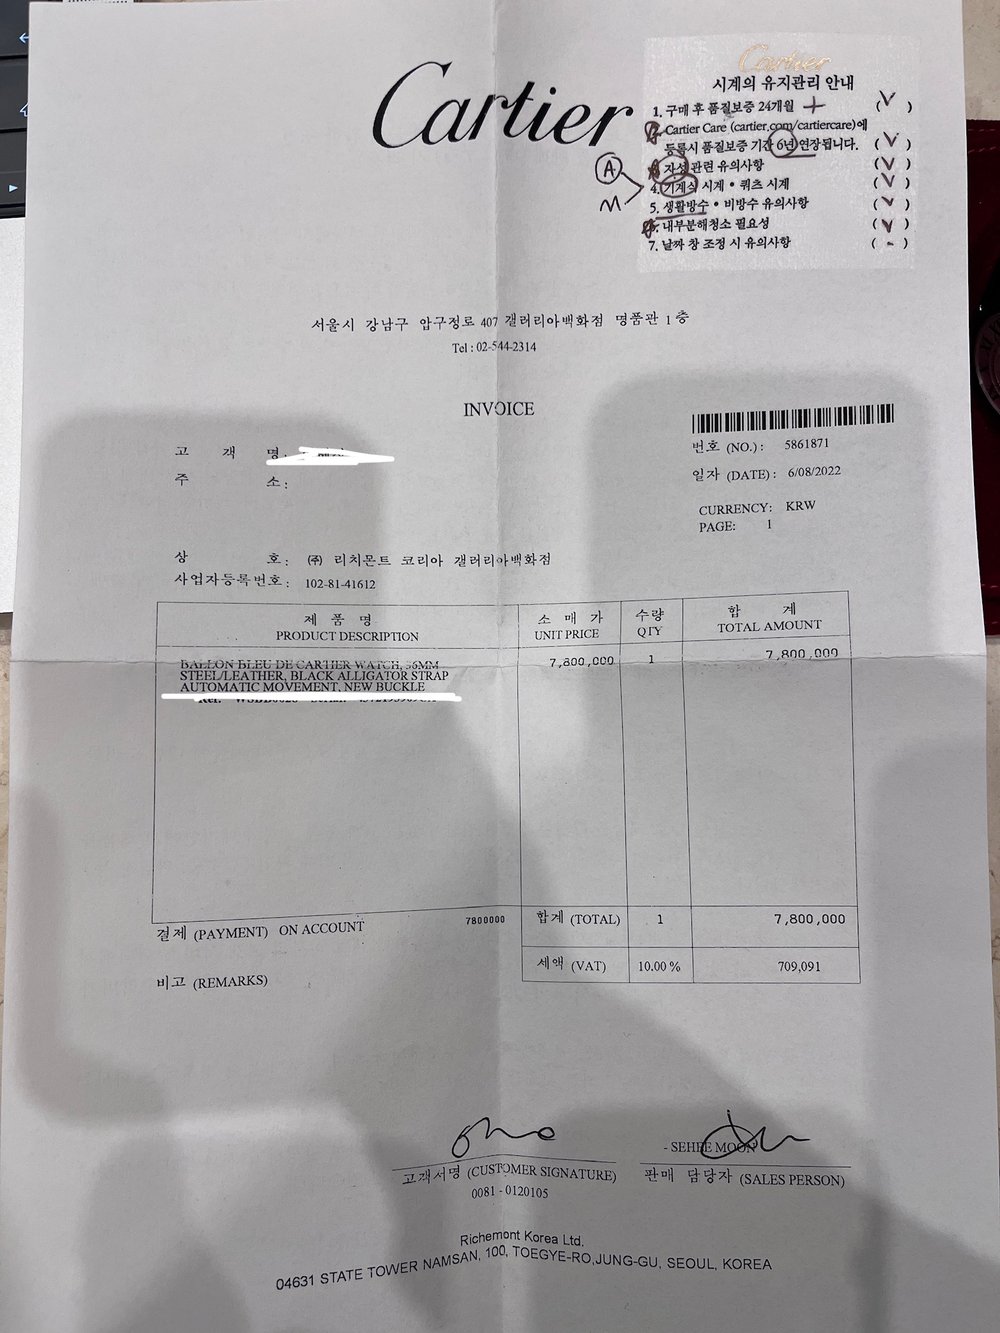 Cartier
Cartier
시계의 유지관리 안내
1. 구매 후 품질보증 24개월 + ( V )
Cartier Care (cartier.com/cartiercare)에
등록시 품질보증 기간 6년 연장됩니다. ( V )
자성 관련 유의사항 ( V )
A
4. 기계식 시계 • 쿼츠 시계 ( V )
M
5. 생활방수 • 비방수 유의사항 ( V )
내부분해청소 필요성 ( V )
7. 날짜 창 조정 시 유의사항 ( - )
서울시 강남구 압구정로 407 갤러리아백화점 명품관 1 층
Tel : 02-544-2314
INVOICE
고 객 명:
번호 (NO.) : 5861871
주 소 :
일자 (DATE) : 6/08/2022
CURRENCY: KRW
PAGE: 1
상 호 : (주) 리치몬트 코리아 갤러리아백화점
사업자등록번호 : 102-81-41612
제 품 명 소 매 가 수량 합 계
PRODUCT DESCRIPTION UNIT PRICE QTY TOTAL AMOUNT
BALLON BLEU DE CARTIER WATCH, 36MM 7,800,000 1 7,800,000
STEEL/LEATHER, BLACK ALLIGATOR STRAP
AUTOMATIC MOVEMENT, NEW BUCKLE
결제 (PAYMENT) ON ACCOUNT 7800000 합계 (TOTAL) 1 7,800,000
세액 (VAT) 10.00 % 709,091
비고 (REMARKS)
- SEHEE MOON
고객서명 (CUSTOMER SIGNATURE) 판매 담당자 (SALES PERSON)
0081 - 0120105
Richemont Korea Ltd.
04631 STATE TOWER NAMSAN, 100, TOEGYE-RO,JUNG-GU, SEOUL, KOREA